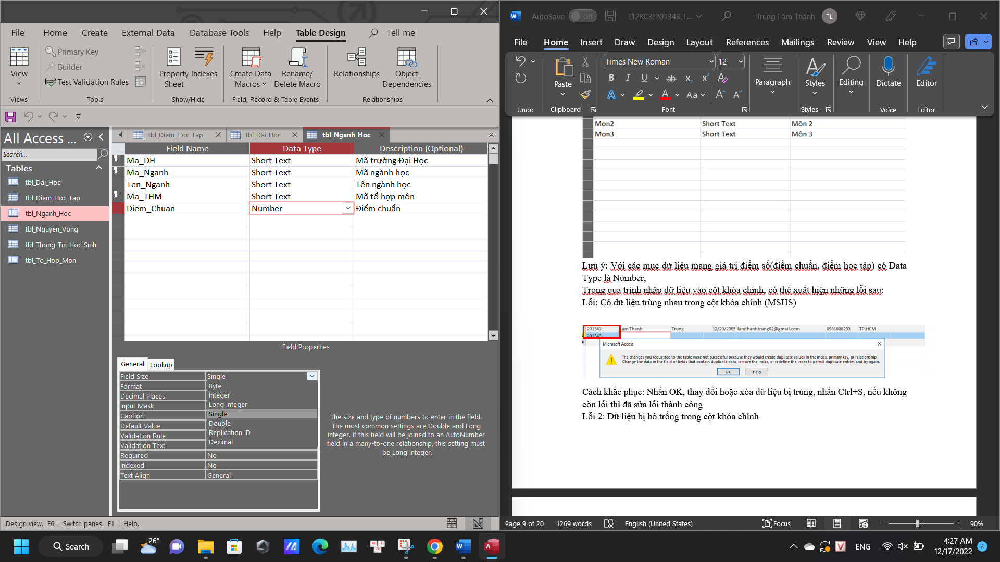 File Home Create External Data Database Tools Help Table Design Tell me
View
Primary Key
Builder
Test Validation Rules
Property Sheet
Indexes
Create Data Macros
Rename/ Delete Macro
Relationships
Object Dependencies
Views Tools Show/Hide Field, Record & Table Events Relationships
All Access ...
Search...
Tables
tbl_Dai_Hoc
tbl_Diem_Hoc_Tap
tbl_Nganh_Hoc
tbl_Nguyen_Vong
tbl_Thong_Tin_Hoc_Sinh
tbl_To_Hop_Mon
tbl_Diem_Hoc_Tap tbl_Dai_Hoc tbl_Nganh_Hoc
Field Name Data Type Description (Optional)
Ma_DH Short Text Mã trường Đại Học
Ma_Nganh Short Text Mã ngành học
Ten_Nganh Short Text Tên ngành học
Ma_THM Short Text Mã tổ hợp môn
Diem_Chuan Number Điểm chuẩn
Field Properties
General Lookup
Field Size Single
Format Byte
Decimal Places Integer
Input Mask Long Integer
Caption Single
Default Value Double
Validation Rule Replication ID
Validation Text Decimal
Required No
Indexed No
Text Align General
The size and type of numbers to enter in the field.
The most common settings are Double and Long
Integer. If this field will be joined to an AutoNumber
field in a many-to-one relationship, this setting must
be Long Integer.
Design view. F6 = Switch panes. F1 = Help.
AutoSave Off [12KC3]201343_L... Trung Lâm Thành TL
File Home Insert Draw Design Layout References Mailings Review View Help
Paste
Times New Roman 12
B I U ab x₂ x² A
A A Aa A A
Paragraph Styles Editing Dictate Editor
Undo Clipboard Font Styles Voice Editor
Mon2 Short Text Môn 2
Mon3 Short Text Môn 3
Lưu ý: Với các mục dữ liệu mang giá trị điểm số(điểm chuẩn, điểm học tập) có Data
Type là Number,
Trong quá trình nhập dữ liệu vào cột khóa chính, có thể xuất hiện những lỗi sau:
Lỗi: Có dữ liệu trùng nhau trong cột khóa chính (MSHS)
201343 Lam Thanh Trung 12/20/2005 lamthanhtrung02@gmail.com 0981808203 TP.HCM
201343
Microsoft Access
The changes you requested to the table were not successful because they would create duplicate values in the index, primary key, or relationship.
Change the data in the field or fields that contain duplicate data, remove the index, or redefine the index to permit duplicate entries and try again.
OK Help
Cách khắc phục: Nhấn OK, thay đổi hoặc xóa dữ liệu bị trùng, nhấn Ctrl+S, nếu không
còn lỗi thì đã sửa lỗi thành công
Lỗi 2: Dữ liệu bị bỏ trống trong cột khóa chính
Page 9 of 20 1269 words English (United States) Focus 90%
Search
26°
ENG
4:27 AM
12/17/2022
2